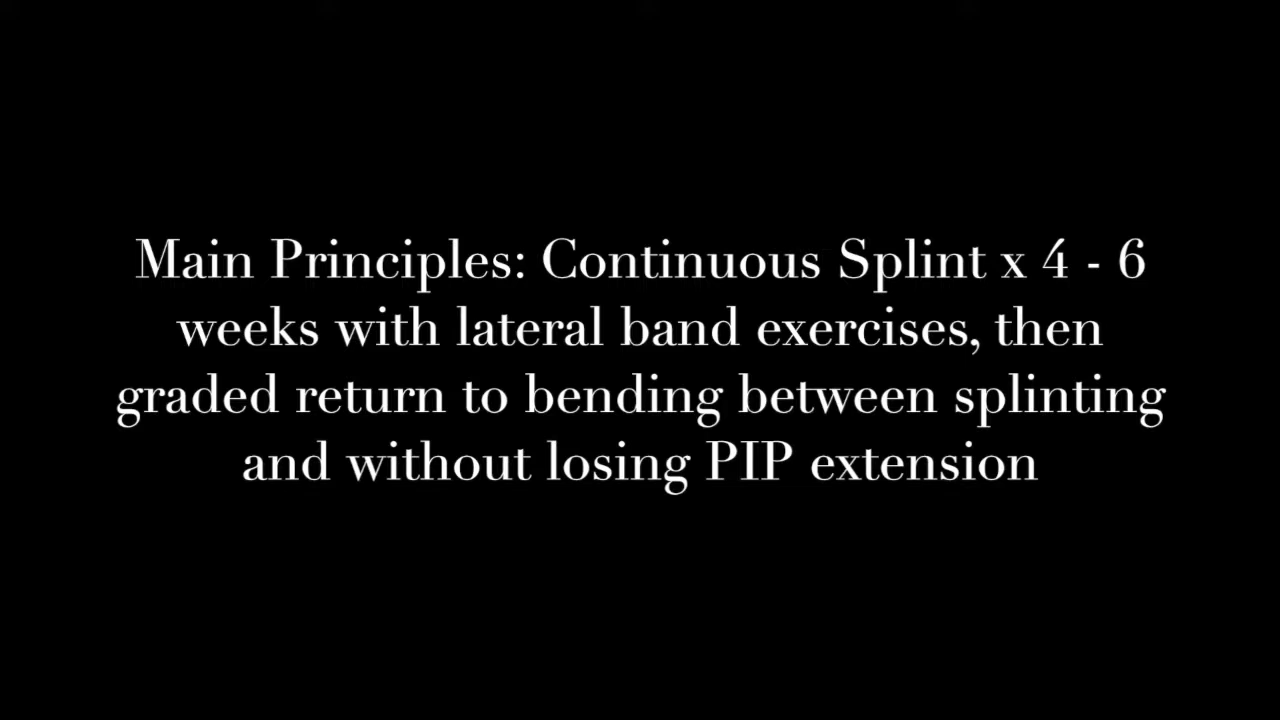 Main Principles: Continuous Splint x 4 - 6
weeks with lateral band exercises, then
graded return to bending between splinting
and without losing PIP extension